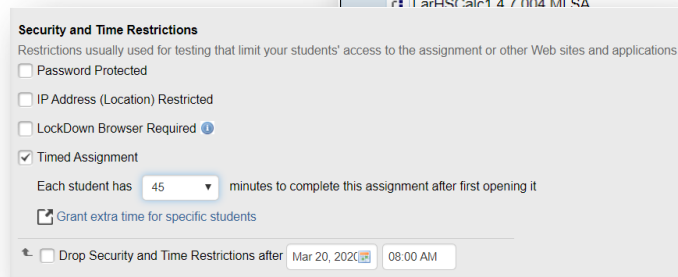 LarHSCalc1 4.7.004.MI.SA
Security and Time Restrictions
Restrictions usually used for testing that limit your students' access to the assignment or other Web sites and applications
Password Protected
IP Address (Location) Restricted
LockDown Browser Required
Timed Assignment
Each student has 45 minutes to complete this assignment after first opening it
Grant extra time for specific students
Drop Security and Time Restrictions after Mar 20, 2020 08:00 AM